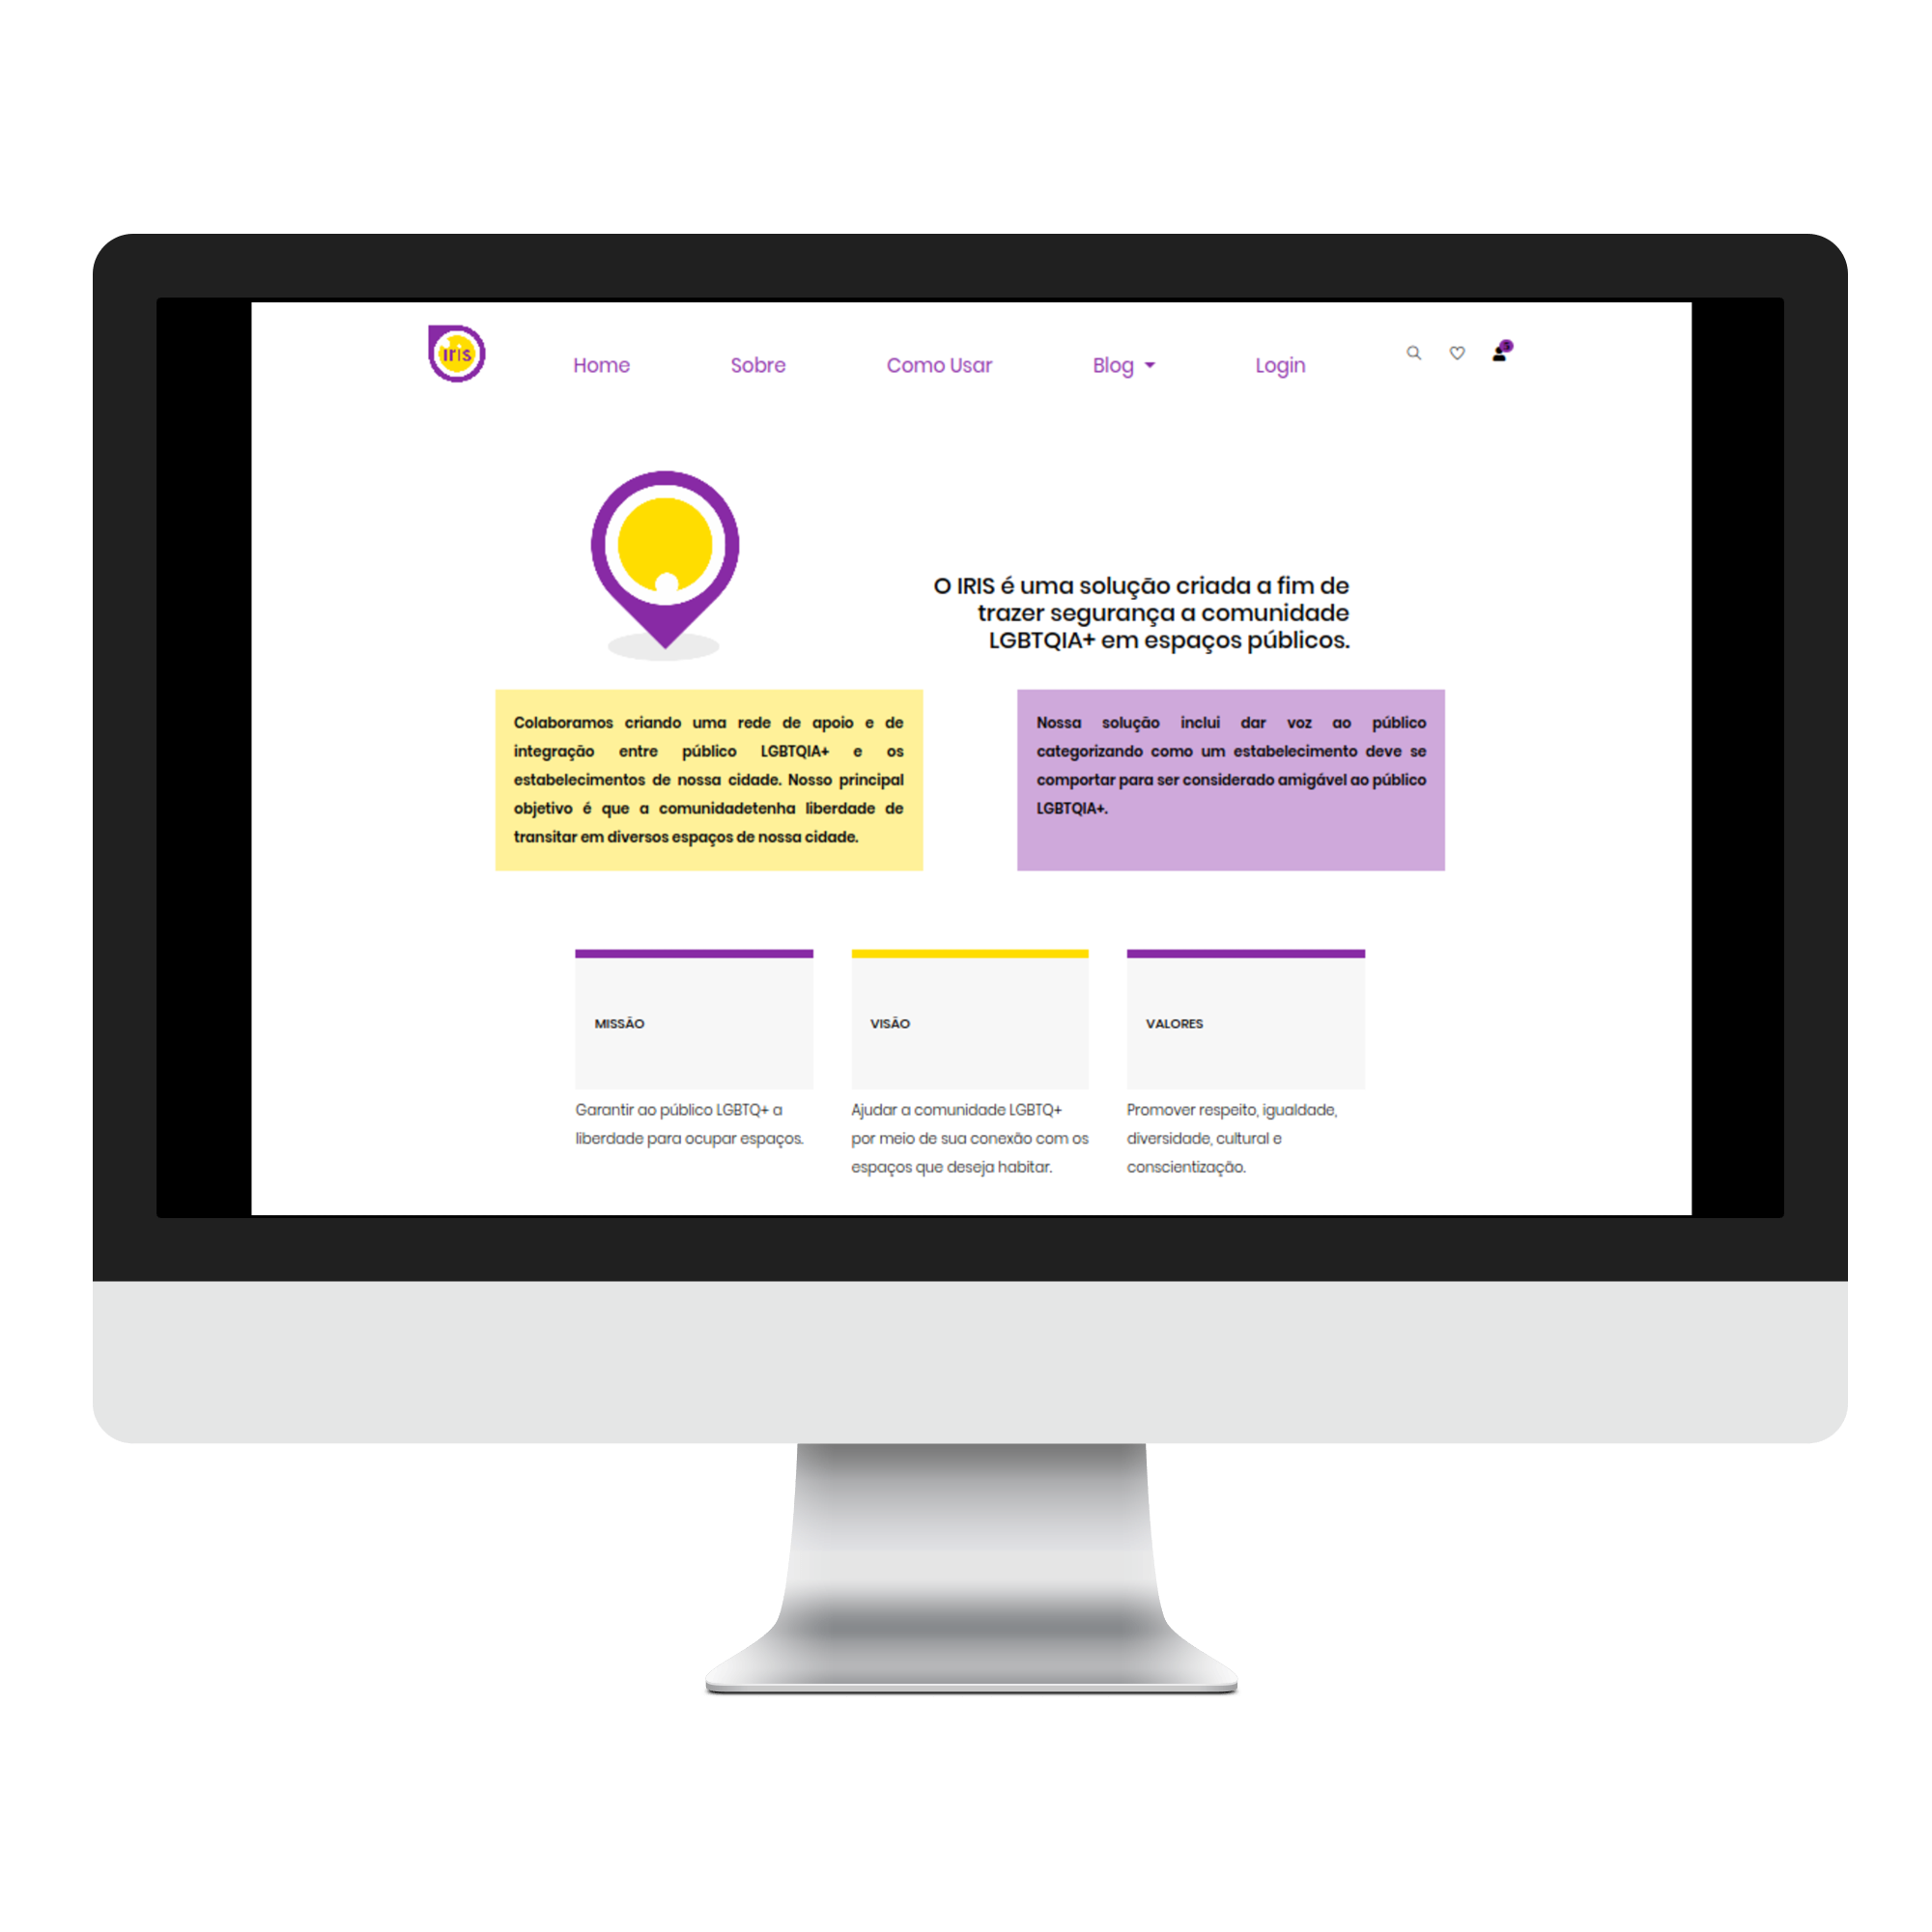 iris
Home Sobre Como Usar Blog Login
O IRIS é uma solução criada a fim de
trazer segurança a comunidade
LGBTQIA+ em espaços públicos.
Colaboramos criando uma rede de apoio e de
integração entre público LGBTQIA+ e os
estabelecimentos de nossa cidade. Nosso principal
objetivo é que a comunidadetenha liberdade de
transitar em diversos espaços de nossa cidade.
Nossa solução inclui dar voz ao público
categorizando como um estabelecimento deve se
comportar para ser considerado amigável ao público
LGBTQIA+.
MISSÃO
Garantir ao público LGBTQ+ a
liberdade para ocupar espaços.
VISÃO
Ajudar a comunidade LGBTQ+
por meio de sua conexão com os
espaços que deseja habitar.
VALORES
Promover respeito, igualdade,
diversidade, cultural e
conscientização.